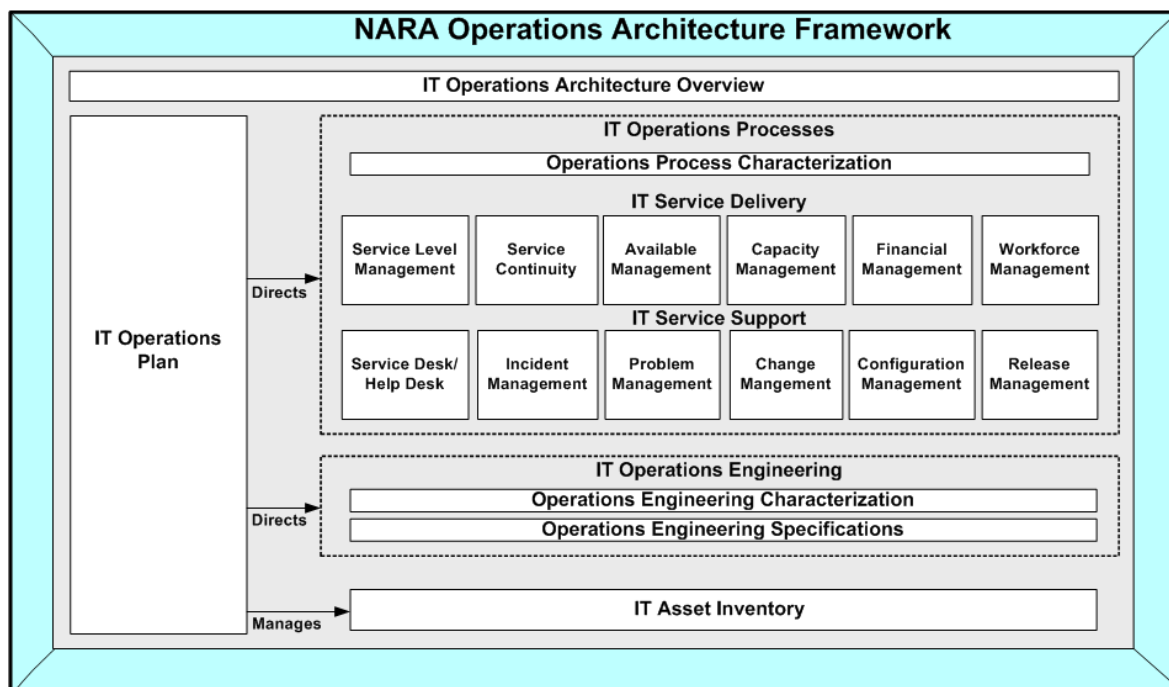 NARA Operations Architecture Framework
IT Operations Architecture Overview
IT Operations
Plan
Directs
IT Operations Processes
Operations Process Characterization
IT Service Delivery
Service Level
Management
Service
Continuity
Available
Management
Capacity
Management
Financial
Management
Workforce
Management
IT Service Support
Service Desk/
Help Desk
Incident
Management
Problem
Management
Change
Mangement
Configuration
Management
Release
Management
Directs
IT Operations Engineering
Operations Engineering Characterization
Operations Engineering Specifications
Manages
IT Asset Inventory